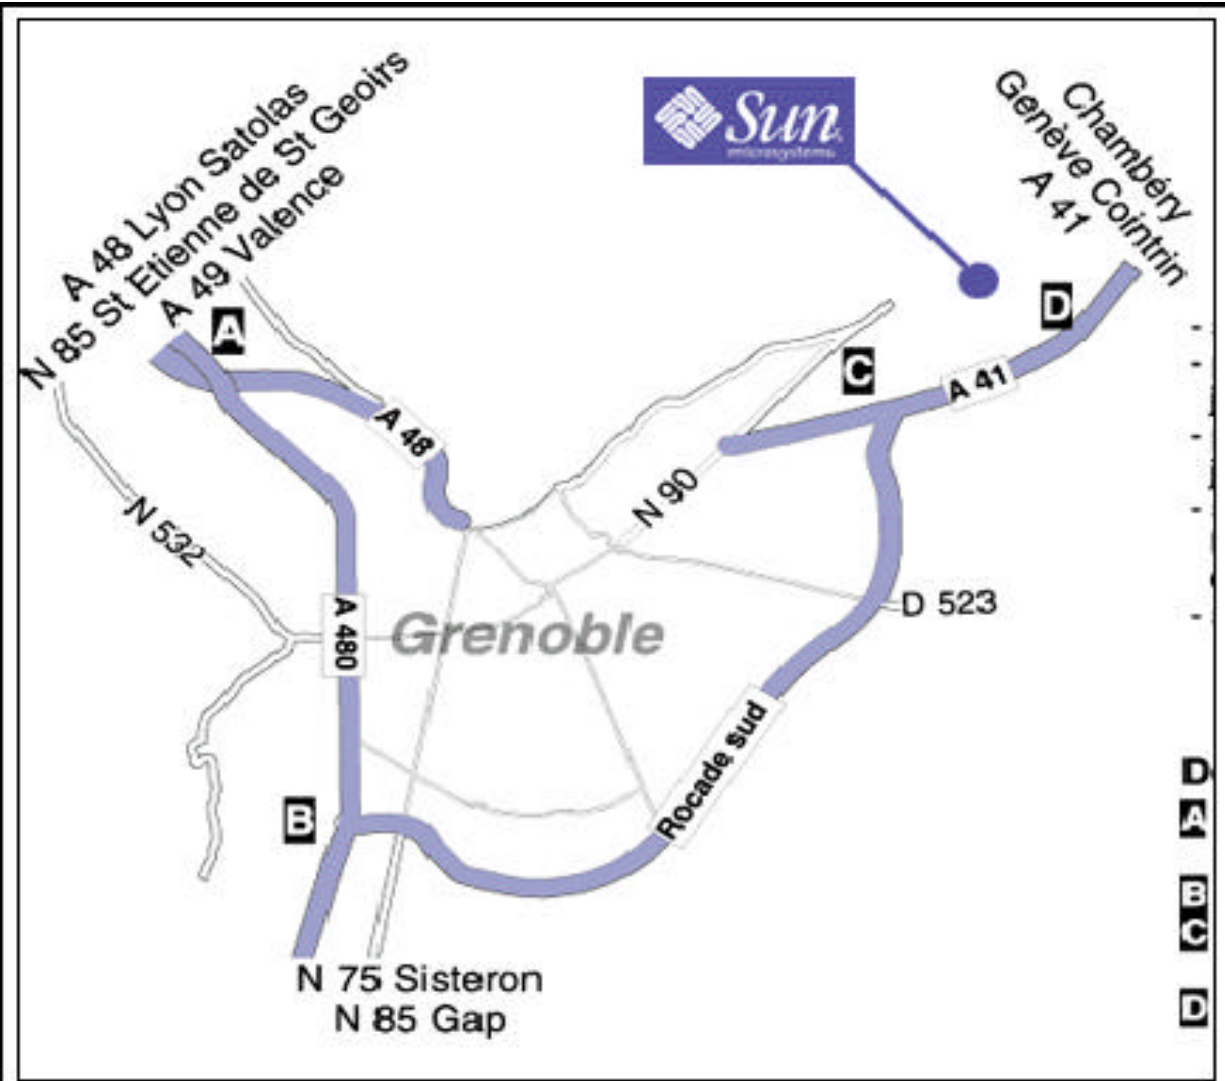 A 48 Lyon Satolas
N 85 St Etienne de St Geoirs
A 49 Valence
Sun
microsystems
Chambéry
Genève Cointrin
A 41
A
D
C
A 41
A 48
N 90
N 532
D 523
A 480
Grenoble
Rocade sud
B
N 75 Sisteron
N 85 Gap
D
A
B
C
D